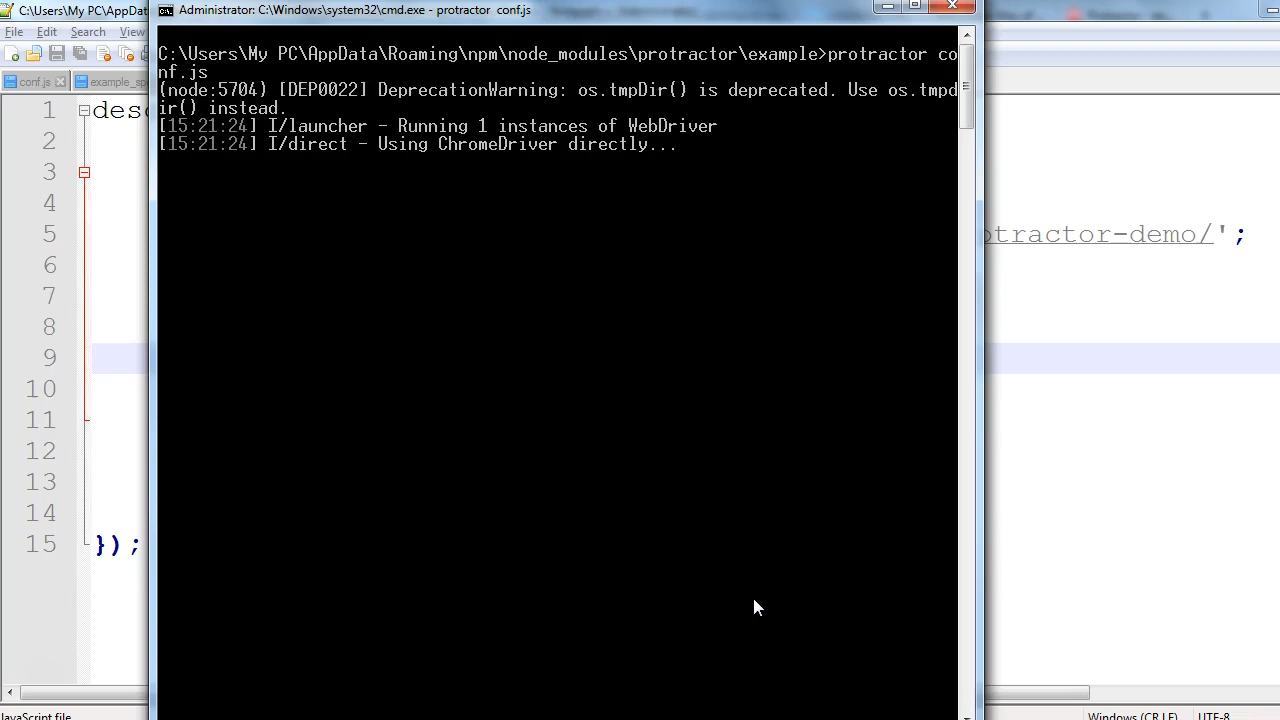 C:\Users\My PC\AppData
Administrator: C:\Windows\system32\cmd.exe - protractor conf.js
File Edit Search View
conf.js
example_spe
C:\Users\My PC\AppData\Roaming\npm\node_modules\protractor\example>protractor co
nf.js
(node:5704) [DEP0022] DeprecationWarning: os.tmpDir() is deprecated. Use os.tmpd
ir() instead.
[15:21:24] I/launcher - Running 1 instances of WebDriver
[15:21:24] I/direct - Using ChromeDriver directly...
1 desc
2
3
4
5 otractor-demo/';
6
7
8
9
10
11
12
13
14
15 });
JavaScript file
Windows (CR LF) UTF-8